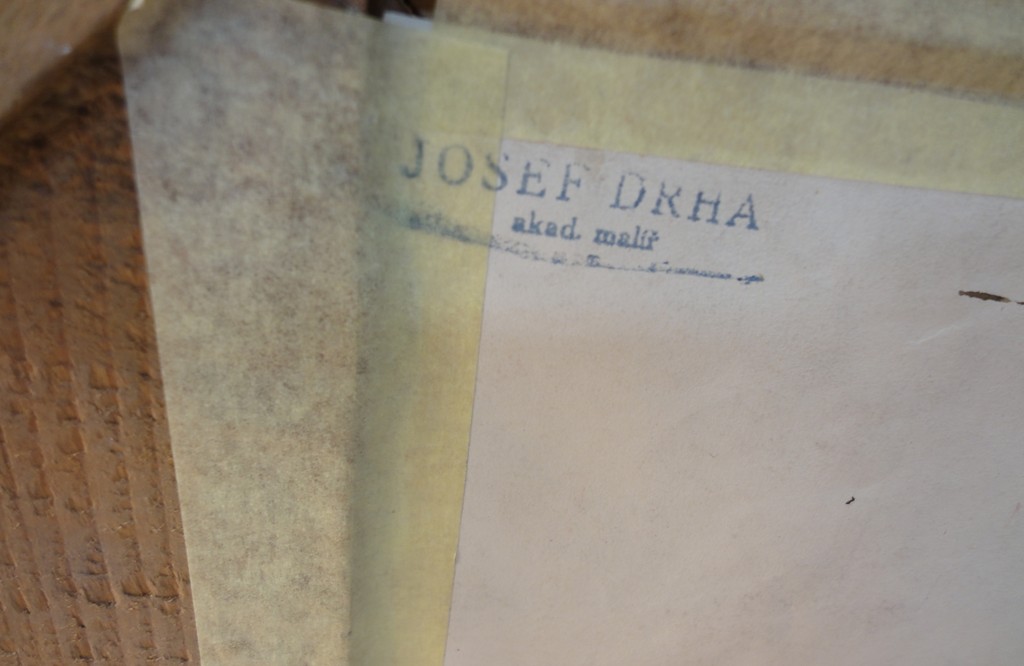 JOSEF DRHA
akad. malíř